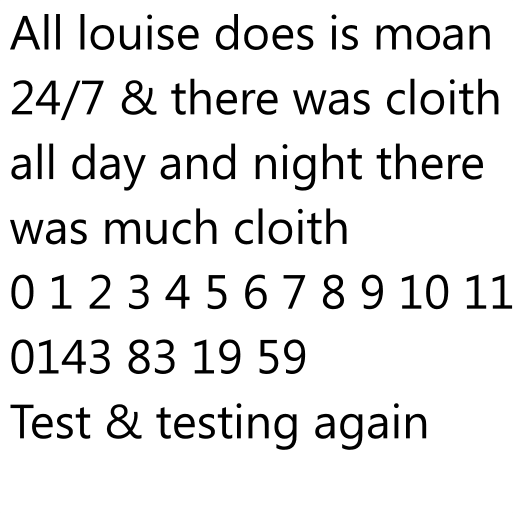 All louise does is moan
24/7 & there was cloith
all day and night there
was much cloith
0 1 2 3 4 5 6 7 8 9 10 11
0143 83 19 59
Test & testing again